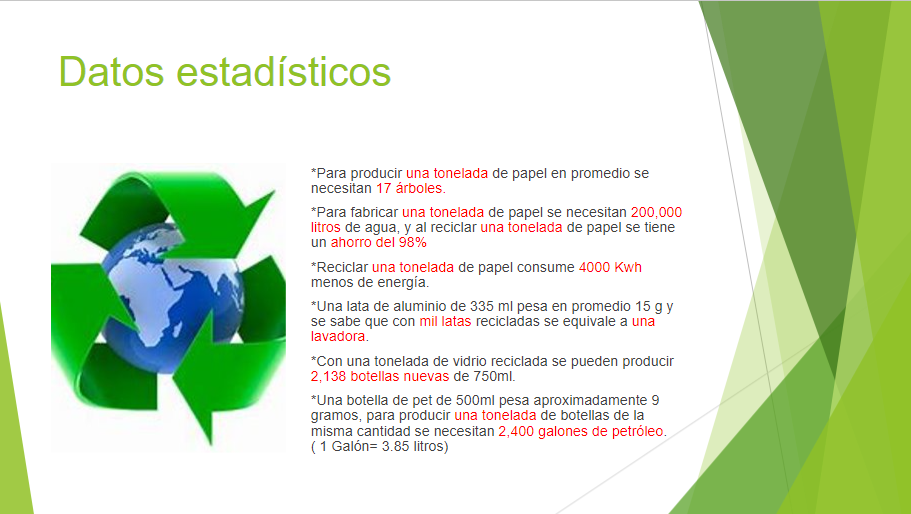 Datos estadísticos
*Para producir una tonelada de papel en promedio se
necesitan 17 árboles.
*Para fabricar una tonelada de papel se necesitan 200,000
litros de agua, y al reciclar una tonelada de papel se tiene
un ahorro del 98%
*Reciclar una tonelada de papel consume 4000 Kwh
menos de energía.
*Una lata de aluminio de 335 ml pesa en promedio 15 g y
se sabe que con mil latas recicladas se equivale a una
lavadora.
*Con una tonelada de vidrio reciclada se pueden producir
2,138 botellas nuevas de 750ml.
*Una botella de pet de 500ml pesa aproximadamente 9
gramos, para producir una tonelada de botellas de la
misma cantidad se necesitan 2,400 galones de petróleo.
( 1 Galón= 3.85 litros)